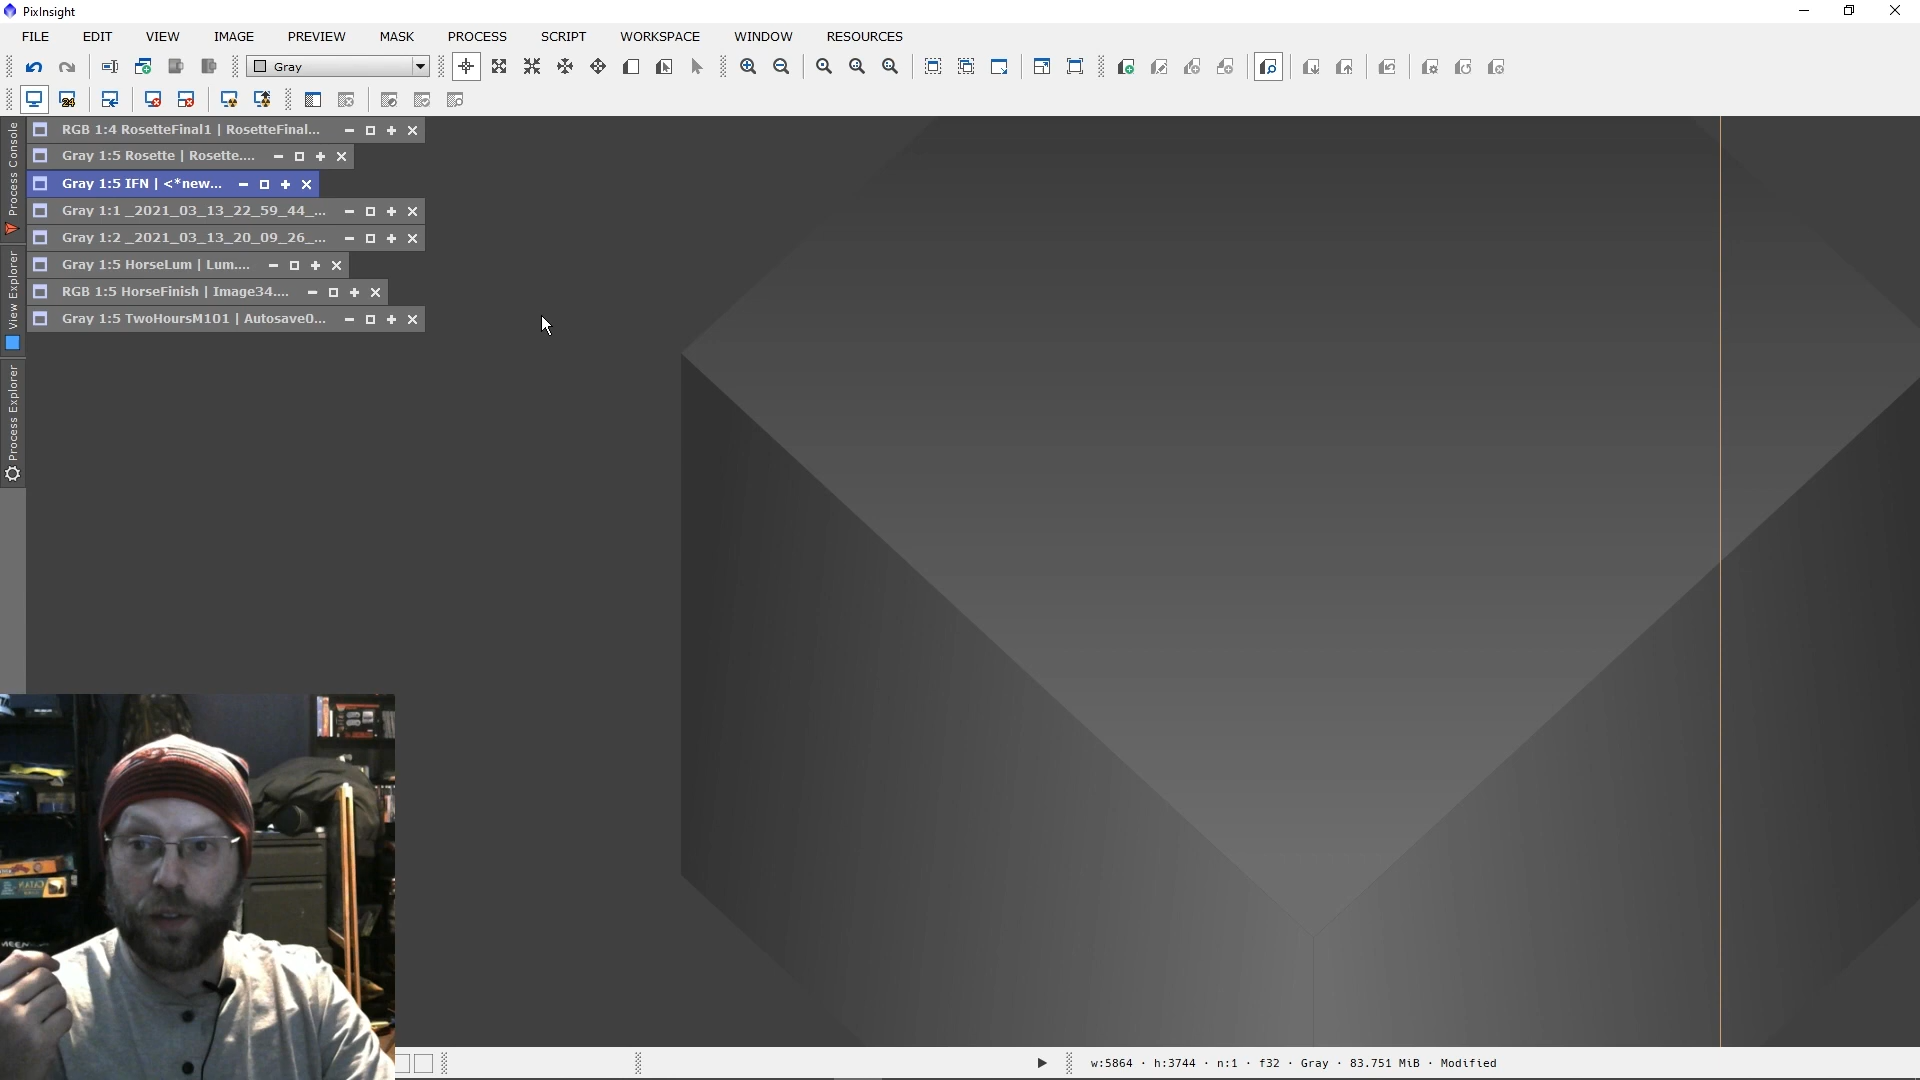 PixInsight
FILE EDIT VIEW IMAGE PREVIEW MASK PROCESS SCRIPT WORKSPACE WINDOW RESOURCES
Gray
24
RGB 1:4 RosetteFinal1 | RosetteFinal...
Gray 1:5 Rosette | Rosette....
Gray 1:5 IFN | <*new...
Gray 1:1 _2021_03_13_22_59_44_...
Gray 1:2 _2021_03_13_20_09_26_...
Gray 1:5 HorseLum | Lum....
RGB 1:5 HorseFinish | Image34....
Gray 1:5 TwoHoursM101 | Autosave0...
Process Console
View Explorer
Process Explorer
CATAN
w:5864 · h:3744 · n:1 · f32 · Gray · 83.751 MiB · Modified